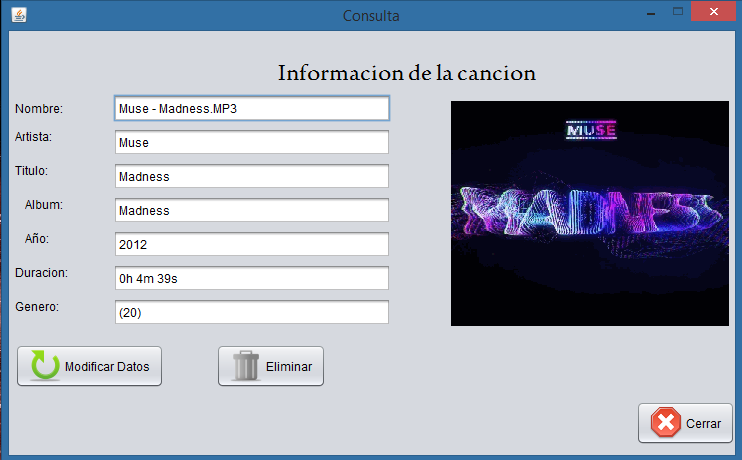 Consulta
Informacion de la cancion
Nombre: Muse - Madness.MP3
Artista: Muse
Titulo: Madness
Album: Madness
Año: 2012
Duracion: 0h 4m 39s
Genero: (20)
MUSE
MADNESS
Modificar Datos Eliminar
Cerrar